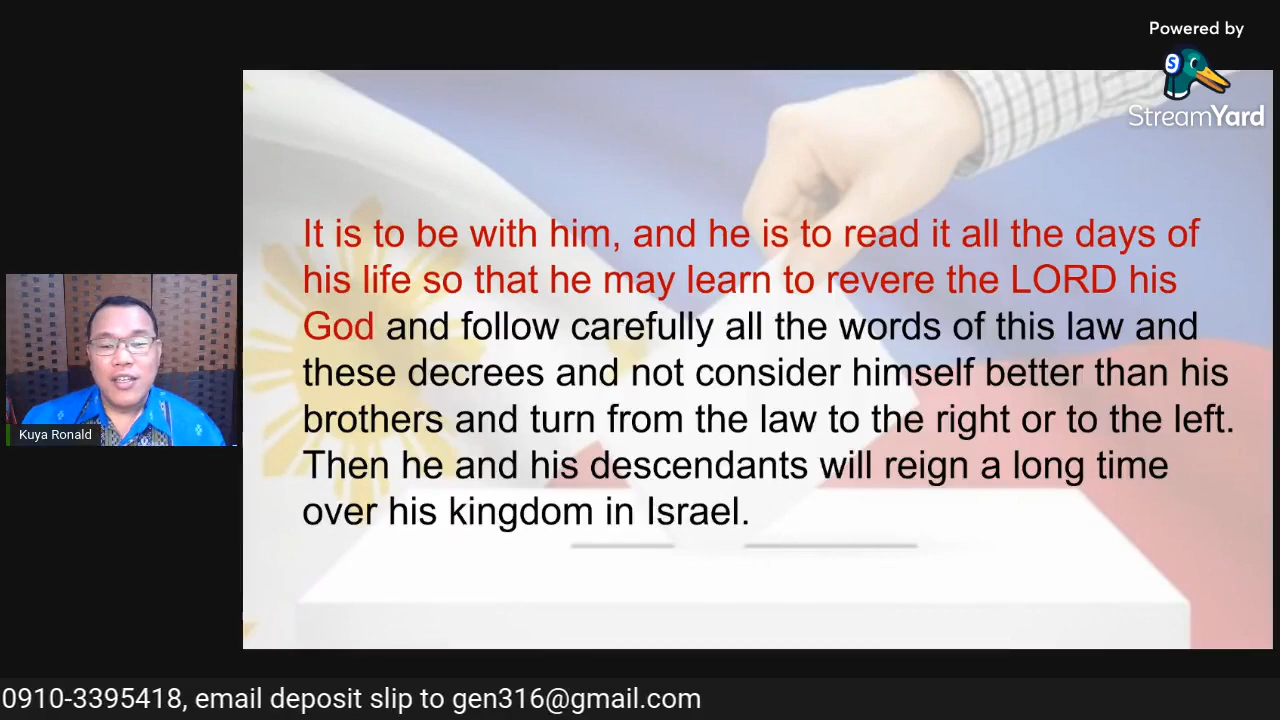 Powered by
StreamYard
It is to be with him, and he is to read it all the days of
his life so that he may learn to revere the LORD his
God and follow carefully all the words of this law and
these decrees and not consider himself better than his
brothers and turn from the law to the right or to the left.
Then he and his descendants will reign a long time
over his kingdom in Israel.
Kuya Ronald
0910-3395418, email deposit slip to gen316@gmail.com